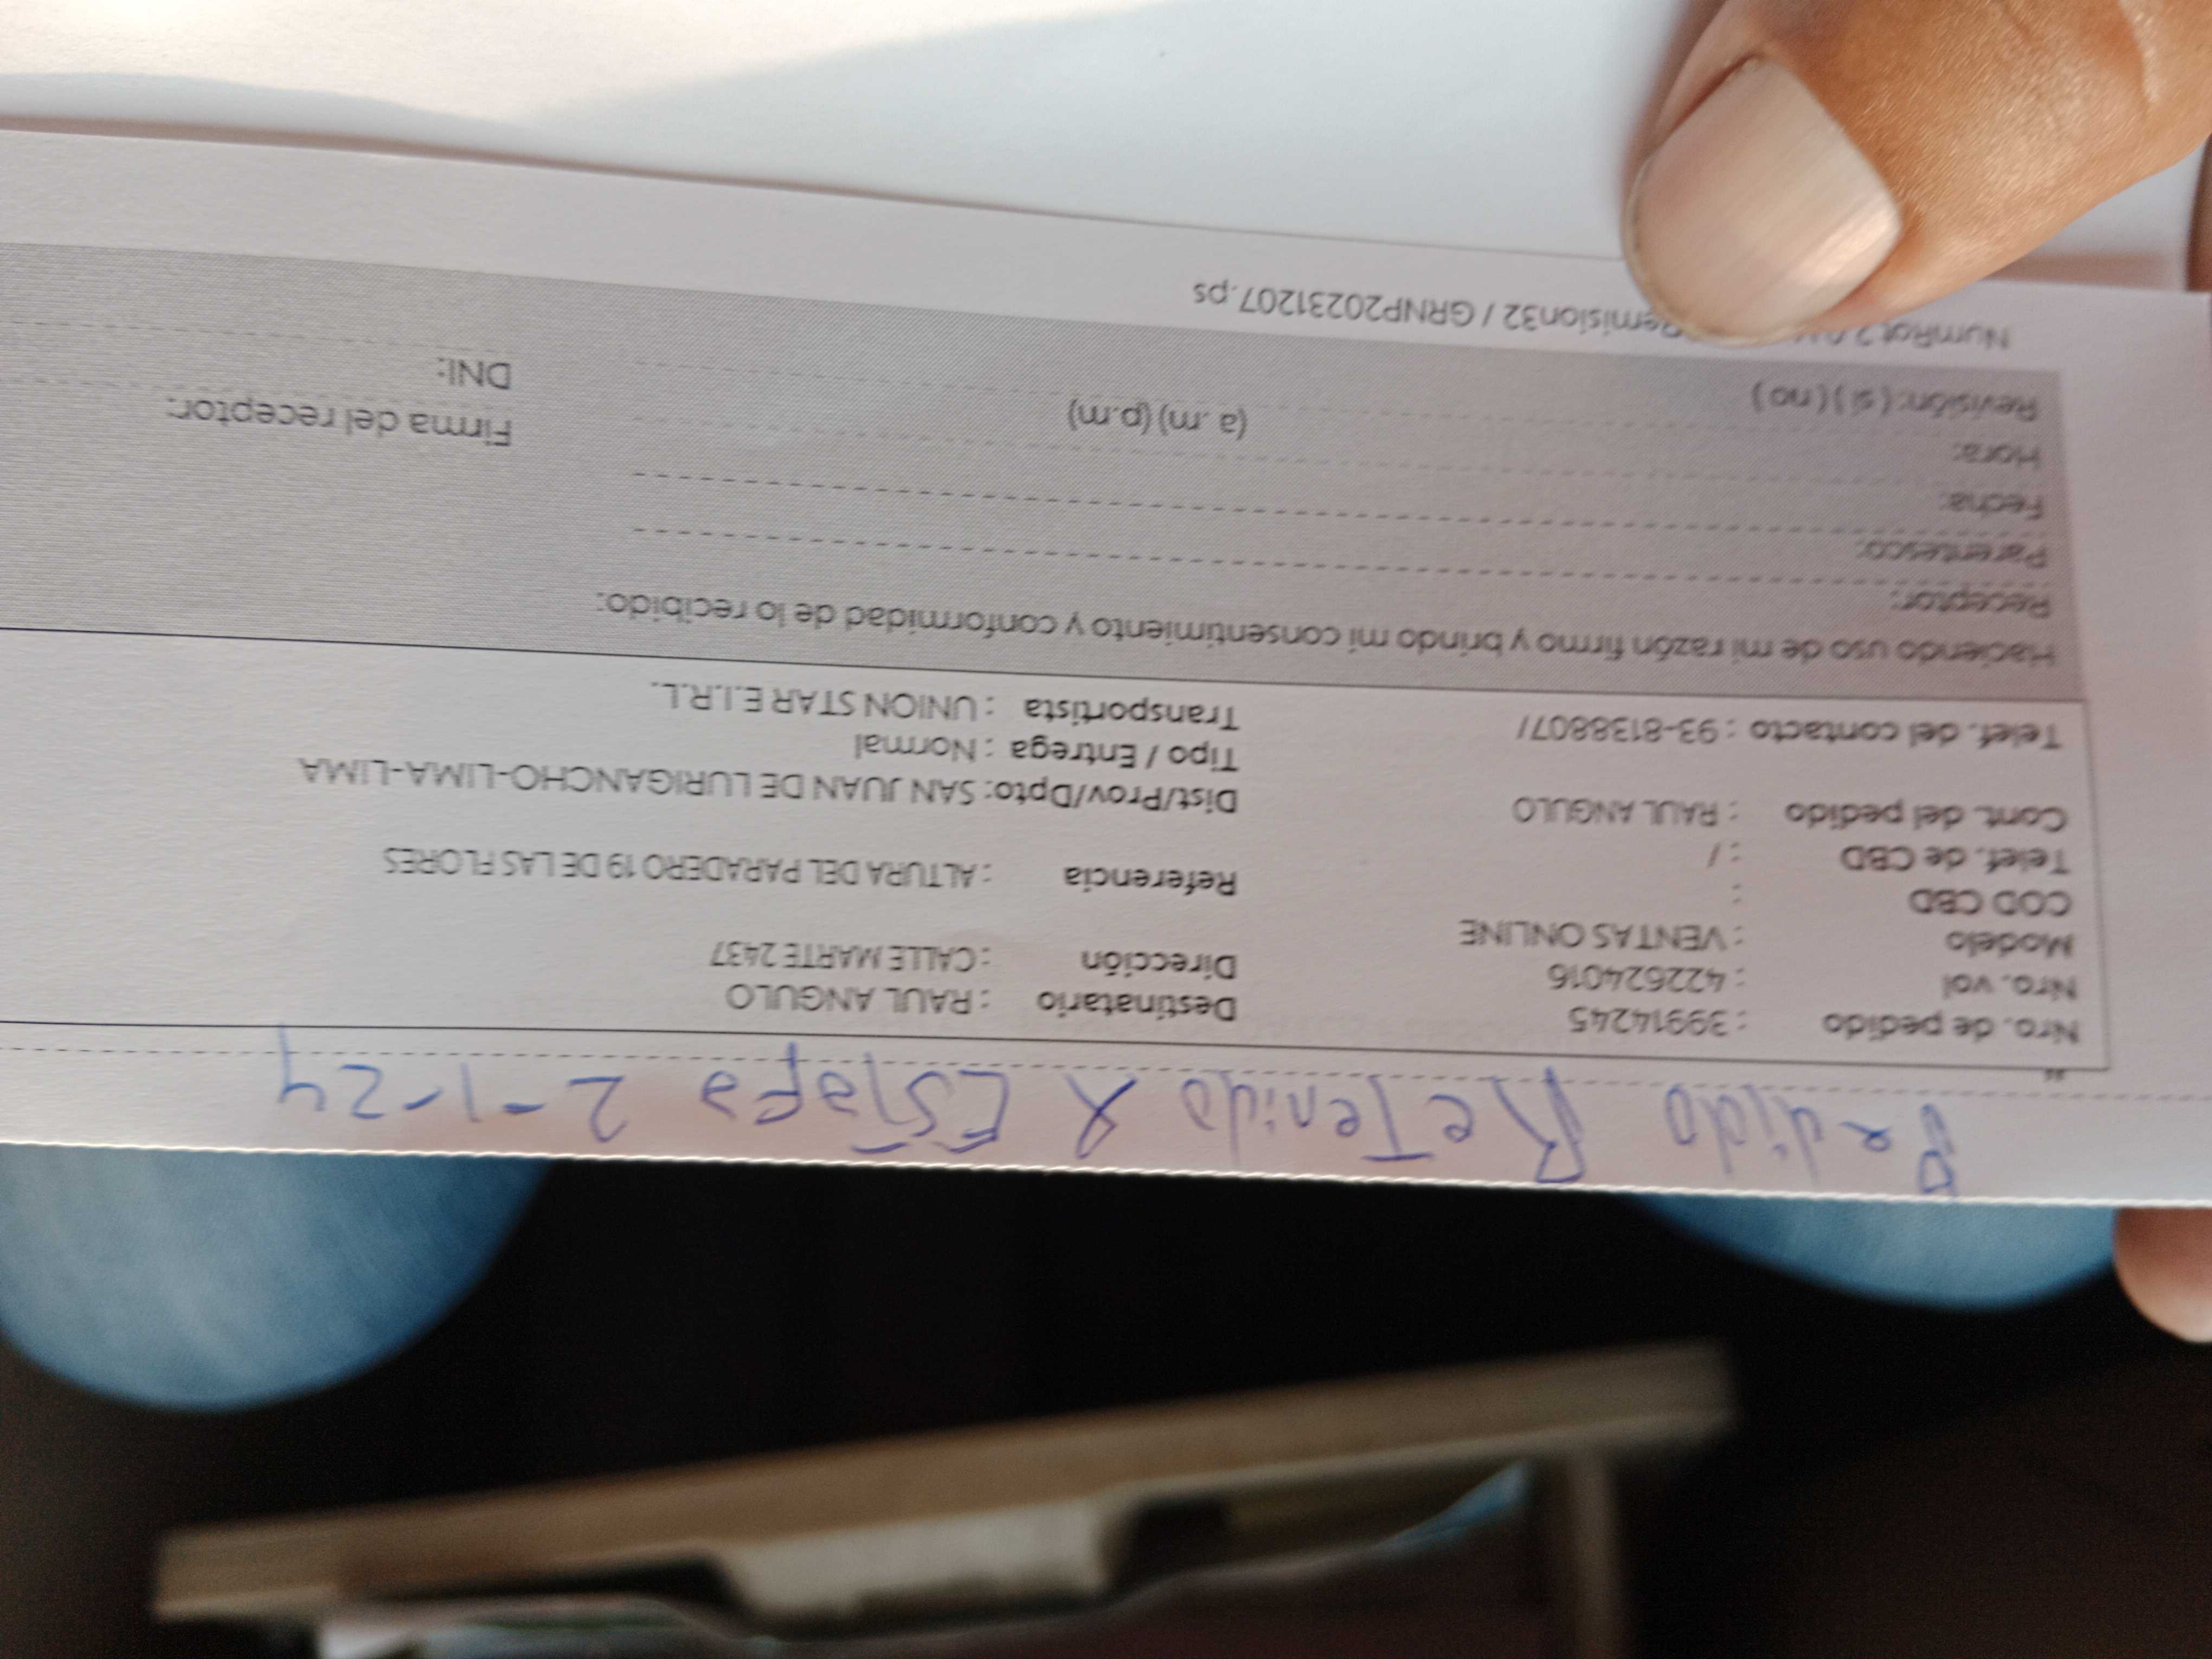 Pedido ReTenido X ESTafa 2-1-24
Nro. de pedido : 39914245
Nro. vol : 422624016
Modelo : VENTAS ONLINE
COD CBD :
Telef. de CBD : /
Cont. del pedido : RAUL ANGULO
Telef. del contacto : 93-8138807/
Destinatario : RAUL ANGULO
Dirección : CALLE MARTE 2437
Referencia : ALTURA DEL PARADERO 19 DE LAS FLORES
Dist/Prov/Dpto: SAN JUAN DE LURIGANCHO-LIMA-LIMA
Tipo / Entrega : Normal
Transportista : UNION STAR E.I.R.L.
Haciendo uso de mi razón firmo y brindo mi consentimiento y conformidad de lo recibido:
Receptor:
Parentesco:
Fecha:
Hora: (a.m) (p.m)
Revisión: ( si ) ( no )
Firma del receptor:
DNI:
NumRot emision32 / GRNP20231207.ps